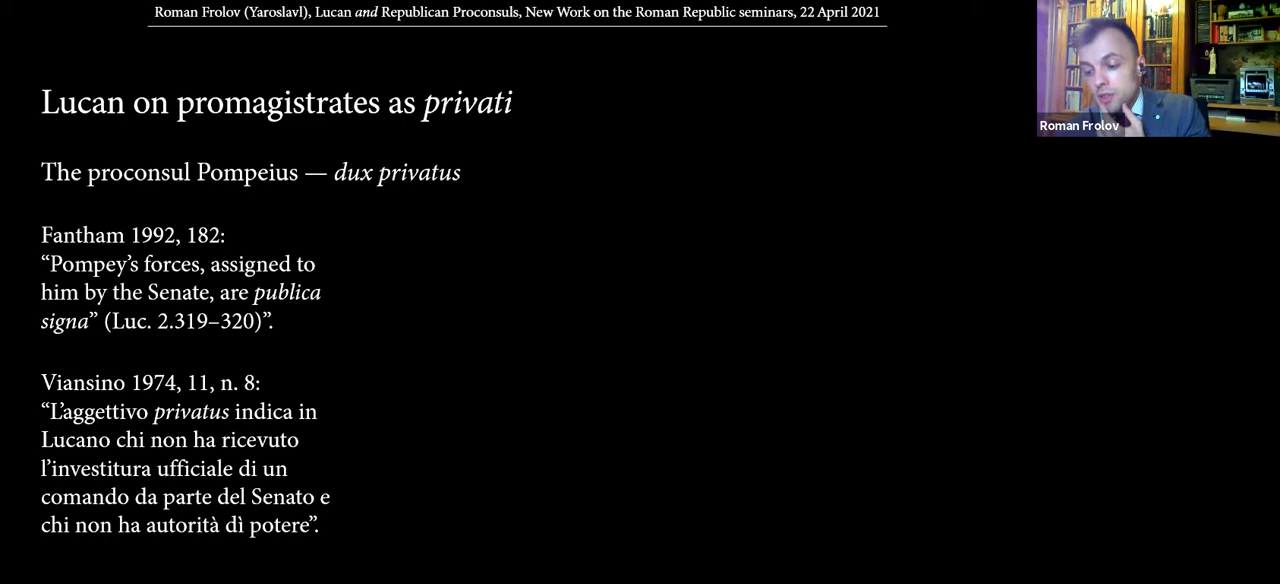 Roman Frolov (Yaroslavl), Lucan and Republican Proconsuls, New Work on the Roman Republic seminars, 22 April 2021
Lucan on promagistrates as privati
The proconsul Pompeius — dux privatus
Fantham 1992, 182:
“Pompey’s forces, assigned to
him by the Senate, are publica
signa” (Luc. 2.319–320)”.
Viansino 1974, 11, n. 8:
“L’aggettivo privatus indica in
Lucano chi non ha ricevuto
l’investitura ufficiale di un
comando da parte del Senato e
chi non ha autorità dì potere”.
Roman Frolov